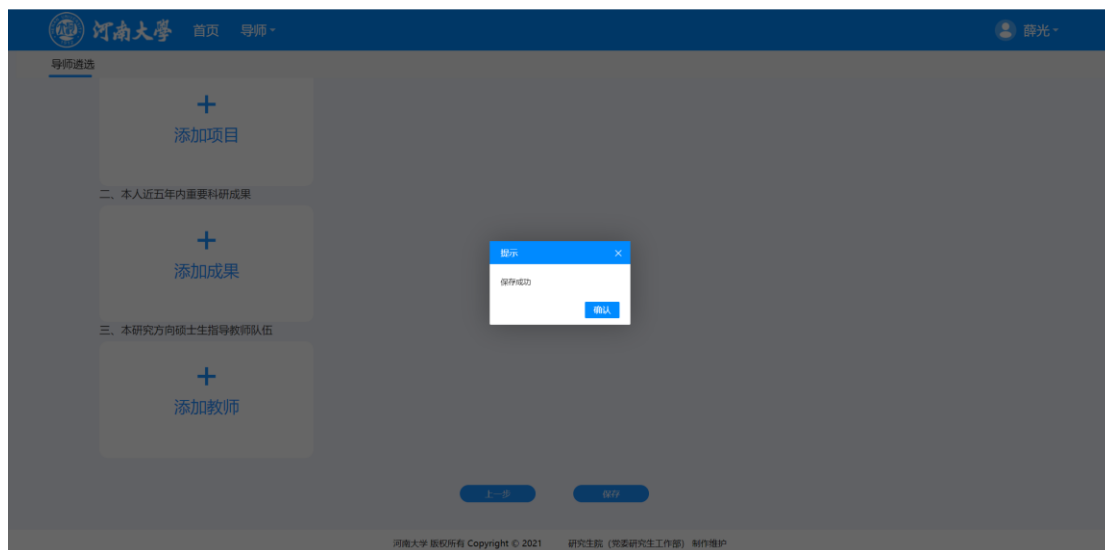 河南大學 首页 导师 薛光
导师遴选
添加项目
二、本人近五年内重要科研成果
添加成果
提示
保存成功
确认
三、本研究方向硕士生指导教师队伍
添加教师
上一步 保存
河南大学 版权所有 Copyright © 2021 研究生院（党委研究生工作部） 制作维护